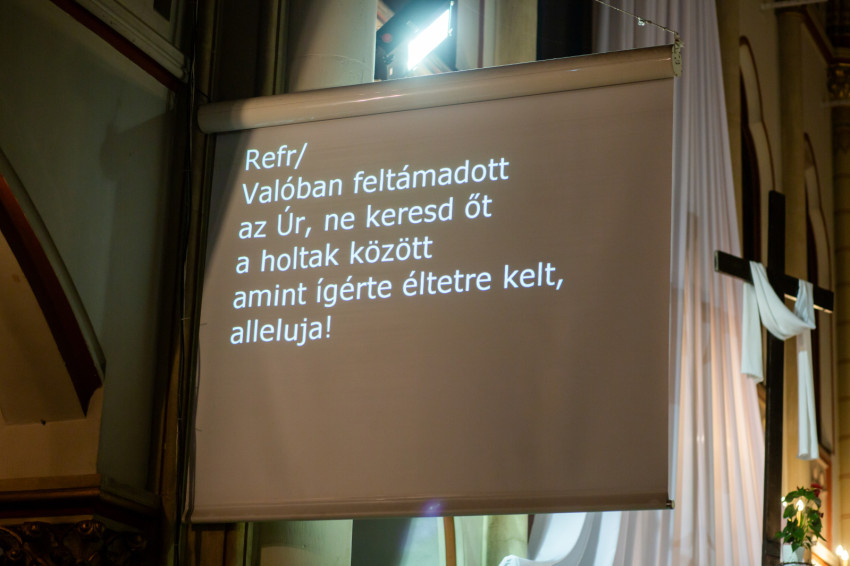 Refr/
Valóban feltámadott
az Úr, ne keresd őt
a holtak között
amint ígérte éltetre kelt,
alleluja!